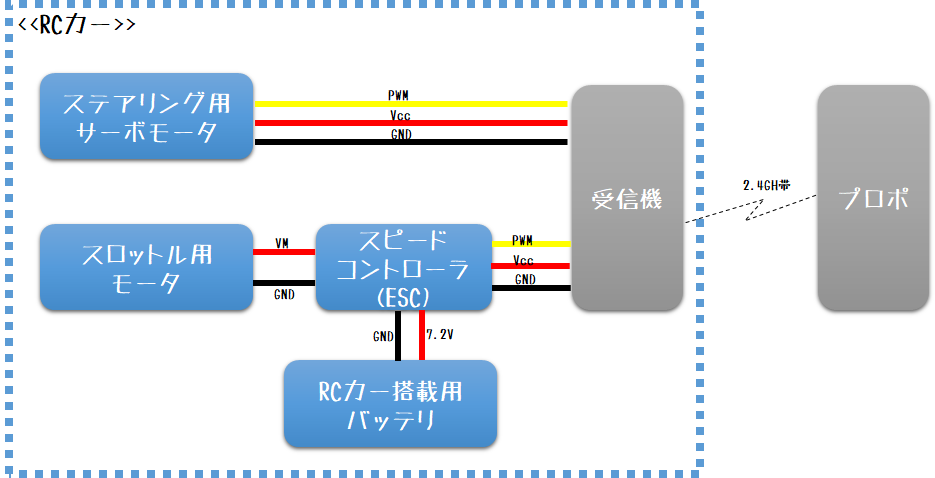 <<RCカー>>
ステアリング用
サーボモータ
PWM
Vcc
GND
受信機
2.4GH帯
プロポ
スロットル用
モータ
VM
GND
スピード
コントローラ
(ESC)
PWM
Vcc
GND
GND
7.2V
RCカー搭載用
バッテリ